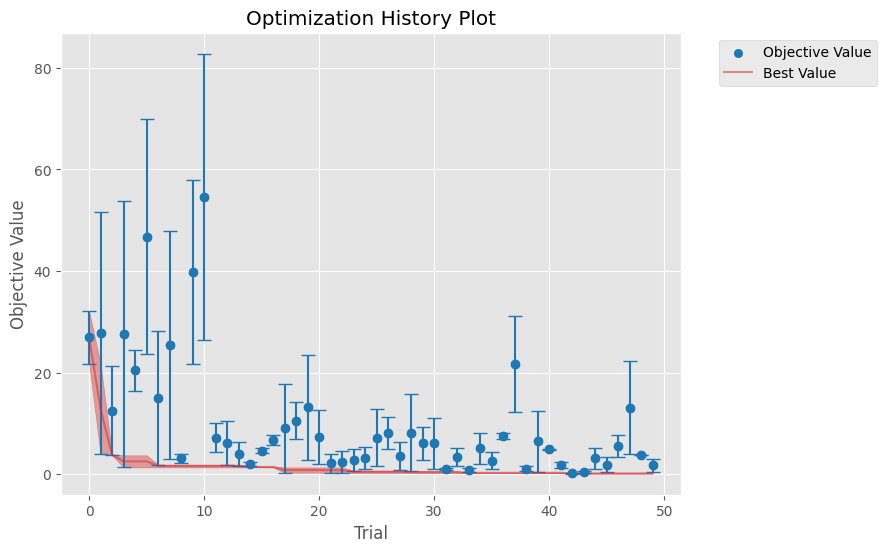 Optimization History Plot
Objective Value
Best Value
80
60
40
20
0
Objective Value
0 10 20 30 40 50
Trial